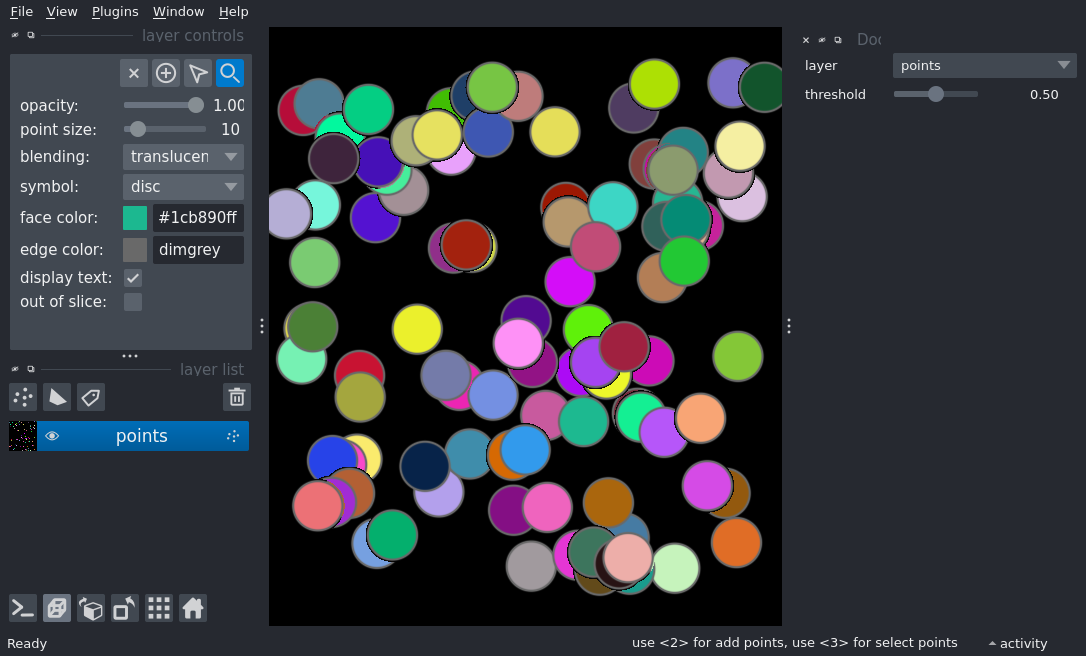 File View Plugins Window Help
layer controls
opacity: 1.00
point size: 10
blending: translucen
symbol: disc
face color: #1cb890ff
edge color: dimgrey
display text:
out of slice:
layer list
points
Doc
layer points
threshold 0.50
Ready
use <2> for add points, use <3> for select points
activity